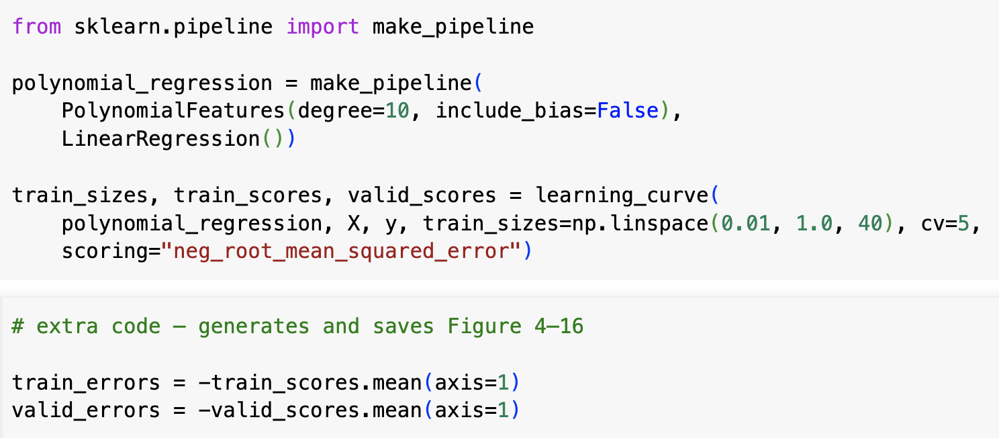 from sklearn.pipeline import make_pipeline
polynomial_regression = make_pipeline(
    PolynomialFeatures(degree=10, include_bias=False),
    LinearRegression())
train_sizes, train_scores, valid_scores = learning_curve(
    polynomial_regression, X, y, train_sizes=np.linspace(0.01, 1.0, 40), cv=5,
    scoring="neg_root_mean_squared_error")
# extra code – generates and saves Figure 4–16
train_errors = -train_scores.mean(axis=1)
valid_errors = -valid_scores.mean(axis=1)